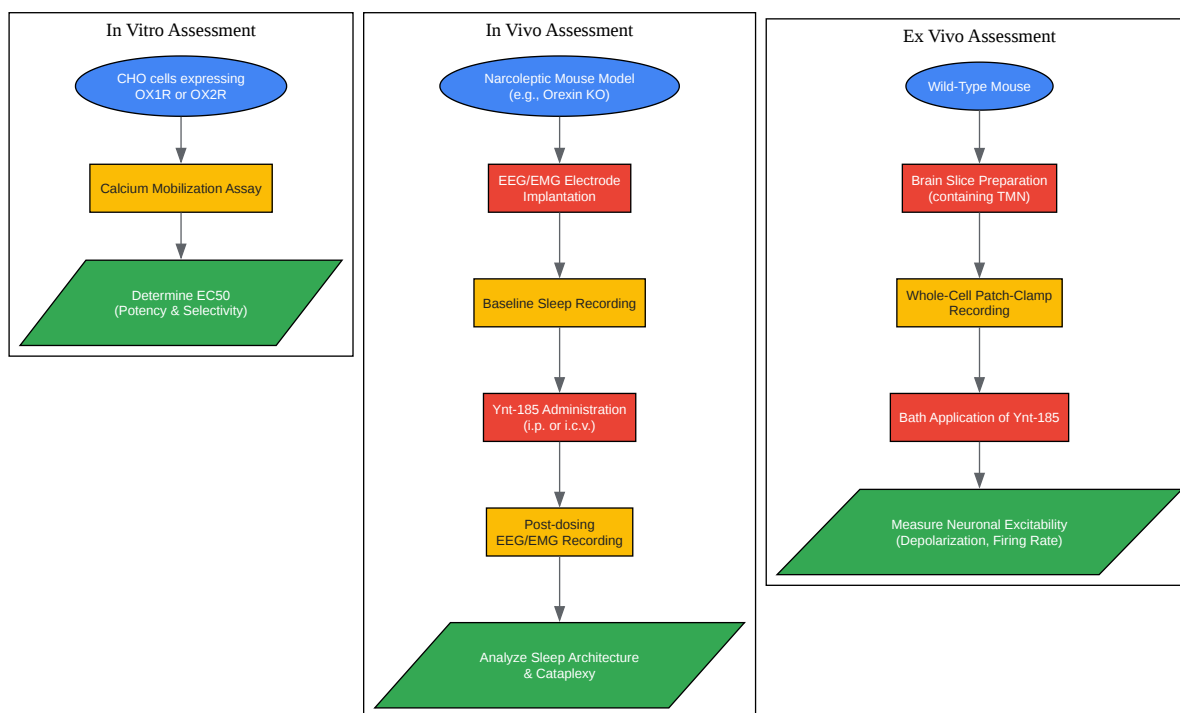 In Vitro Assessment
CHO cells expressing
OX1R or OX2R
Calcium Mobilization Assay
Determine EC50
(Potency & Selectivity)
In Vivo Assessment
Narcoleptic Mouse Model
(e.g., Orexin KO)
EEG/EMG Electrode
Implantation
Baseline Sleep Recording
Ynt-185 Administration
(i.p. or i.c.v.)
Post-dosing
EEG/EMG Recording
Analyze Sleep Architecture
& Cataplexy
Ex Vivo Assessment
Wild-Type Mouse
Brain Slice Preparation
(containing TMN)
Whole-Cell Patch-Clamp
Recording
Bath Application of Ynt-185
Measure Neuronal Excitability
(Depolarization, Firing Rate)